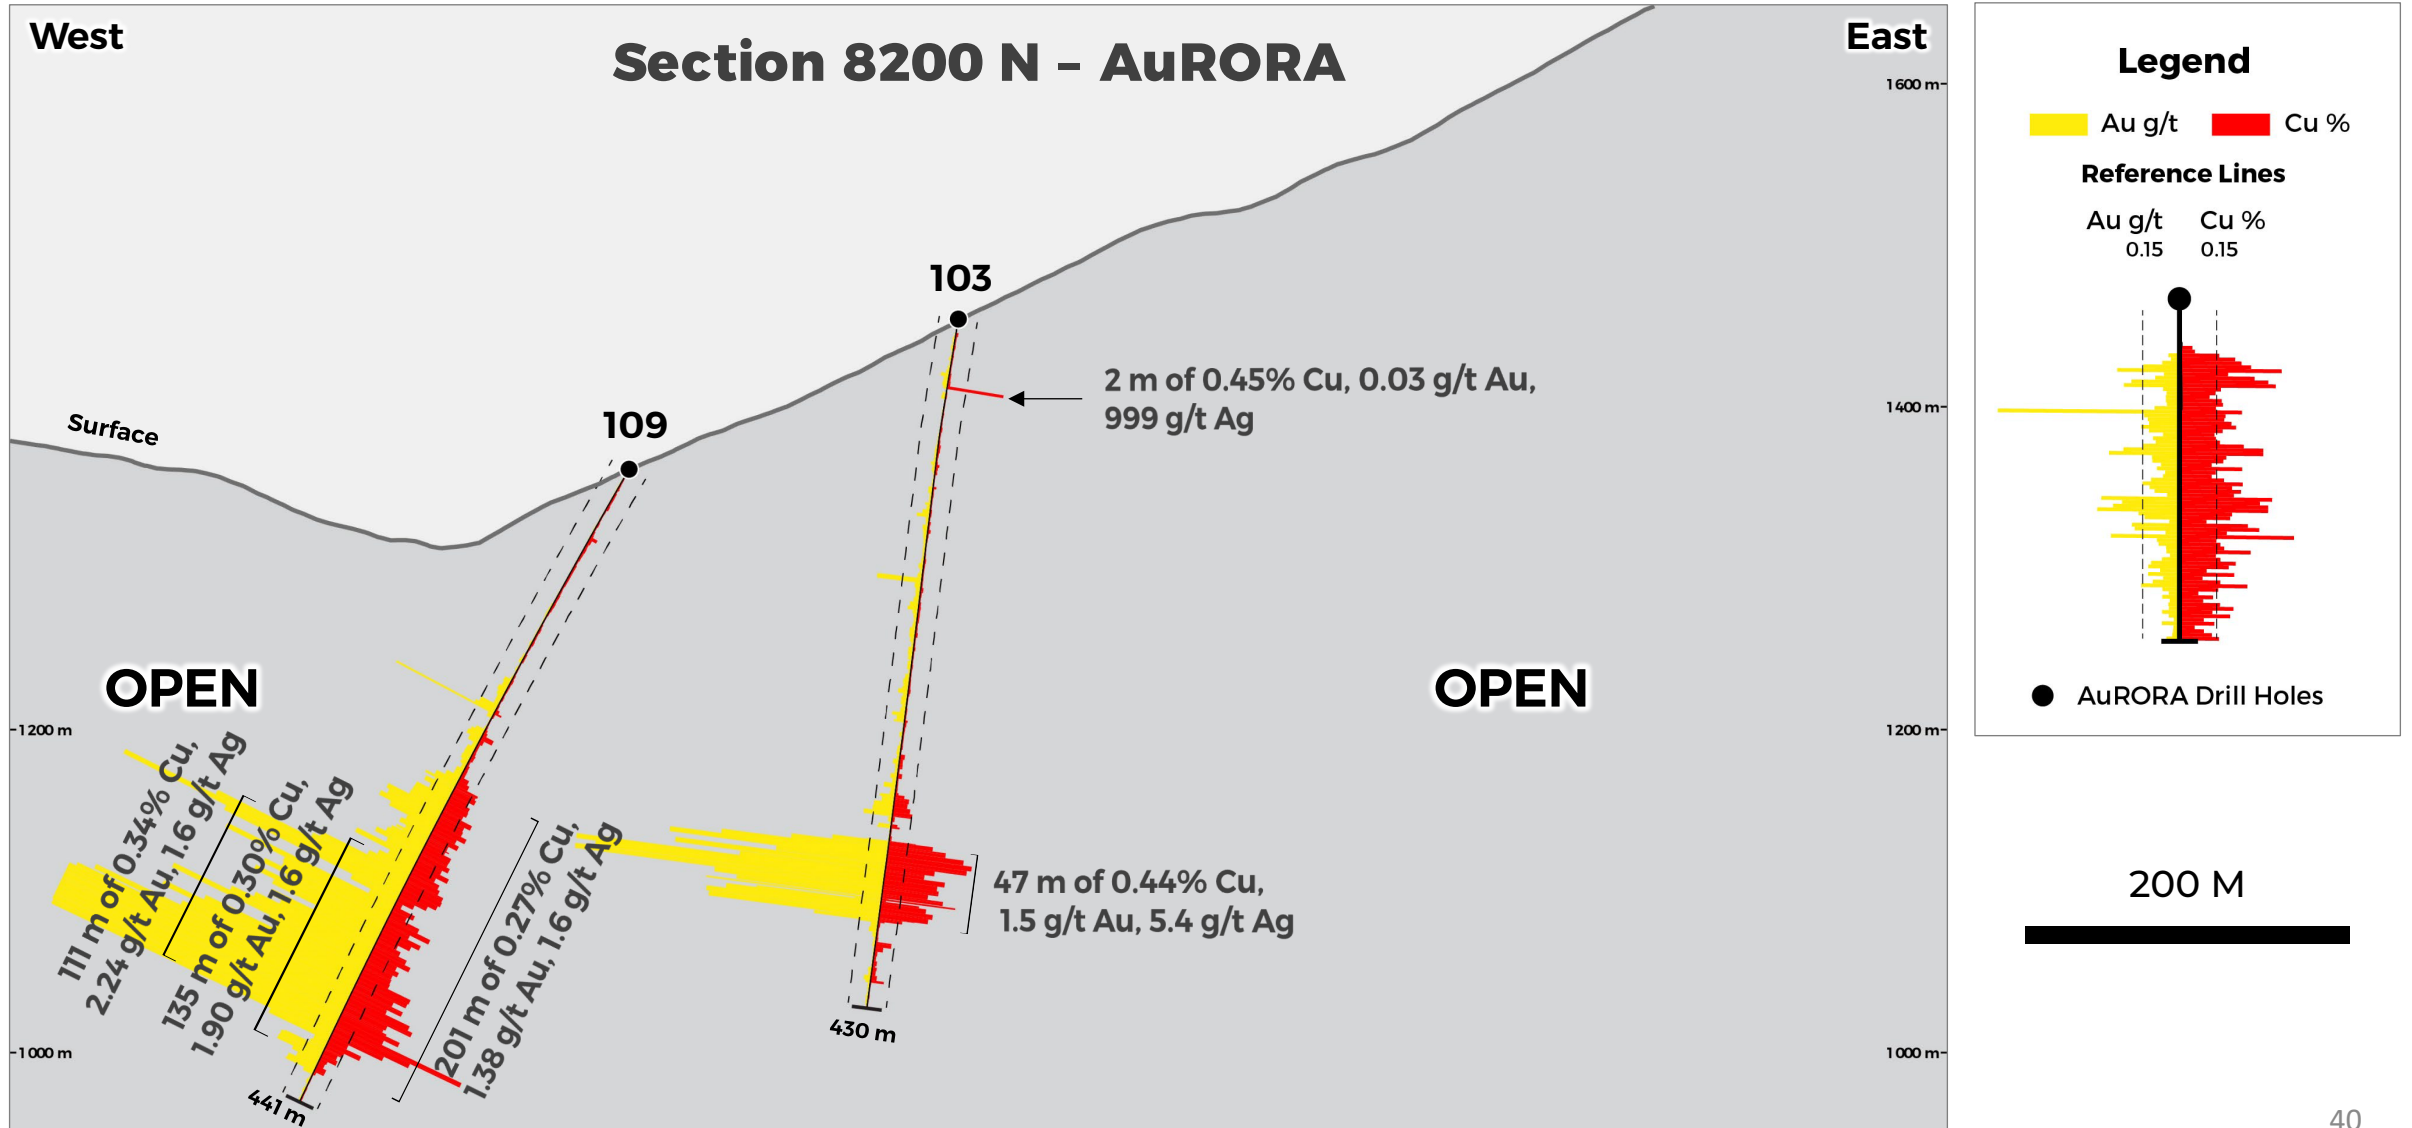 West
Section 8200 N – AuRORA
East
1600 m
103
2 m of 0.45% Cu, 0.03 g/t Au,
999 g/t Ag
1400 m
109
Surface
OPEN
OPEN
1200 m
1200 m
111 m of 0.34% Cu,
2.24 g/t Au, 1.6 g/t Ag
135 m of 0.30% Cu,
1.90 g/t Au, 1.6 g/t Ag
201 m of 0.27% Cu,
1.38 g/t Au, 1.6 g/t Ag
47 m of 0.44% Cu,
1.5 g/t Au, 5.4 g/t Ag
430 m
1000 m
1000 m
441 m
Legend
Au g/t
Cu %
Reference Lines
Au g/t Cu %
0.15 0.15
AuRORA Drill Holes
200 M
40